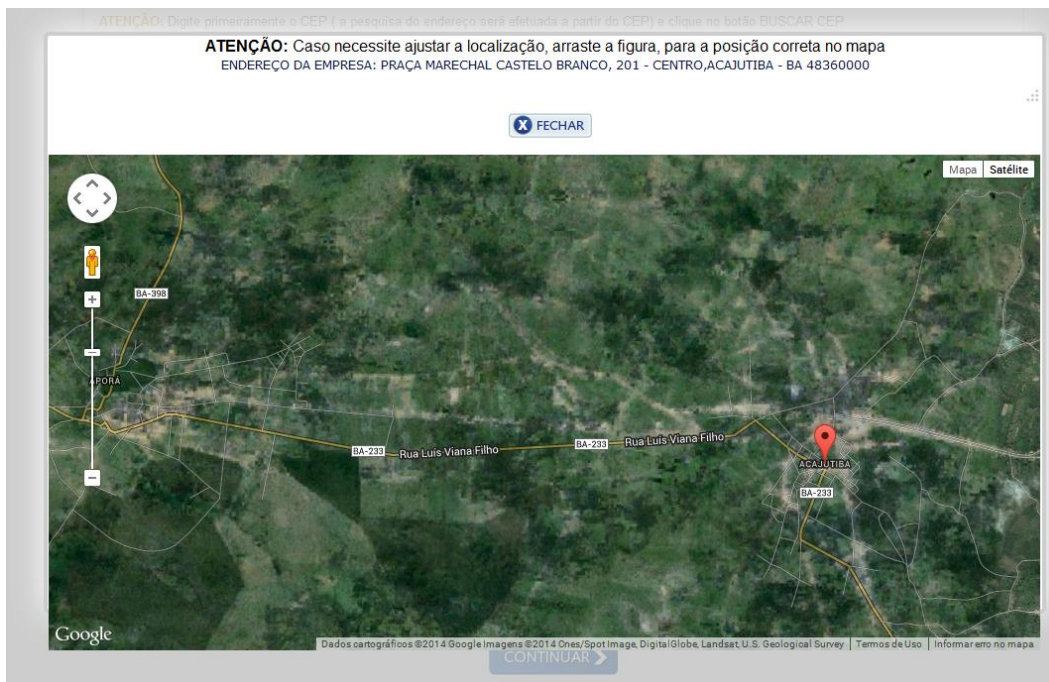 ATENÇÃO: Digite primeiramente o CEP ( a pesquisa do endereço será efetuada a partir do CEP) e clique no botão BUSCAR CEP
ATENÇÃO: Caso necessite ajustar a localização, arraste a figura, para a posição correta no mapa
ENDEREÇO DA EMPRESA: PRAÇA MARECHAL CASTELO BRANCO, 201 - CENTRO,ACAJUTIBA - BA 48360000
X FECHAR
Mapa Satélite
BA-398
APORÁ
BA-233 Rua Luís Viana Filho BA-233 Rua Luís Viana Filho
ACAJUTIBA
BA-233
Google
Dados cartográficos ©2014 Google Imagens ©2014 Cnes/Spot Image, DigitalGlobe, Landsat, U.S. Geological Survey Termos de Uso Informar erro no mapa
CONTINUAR